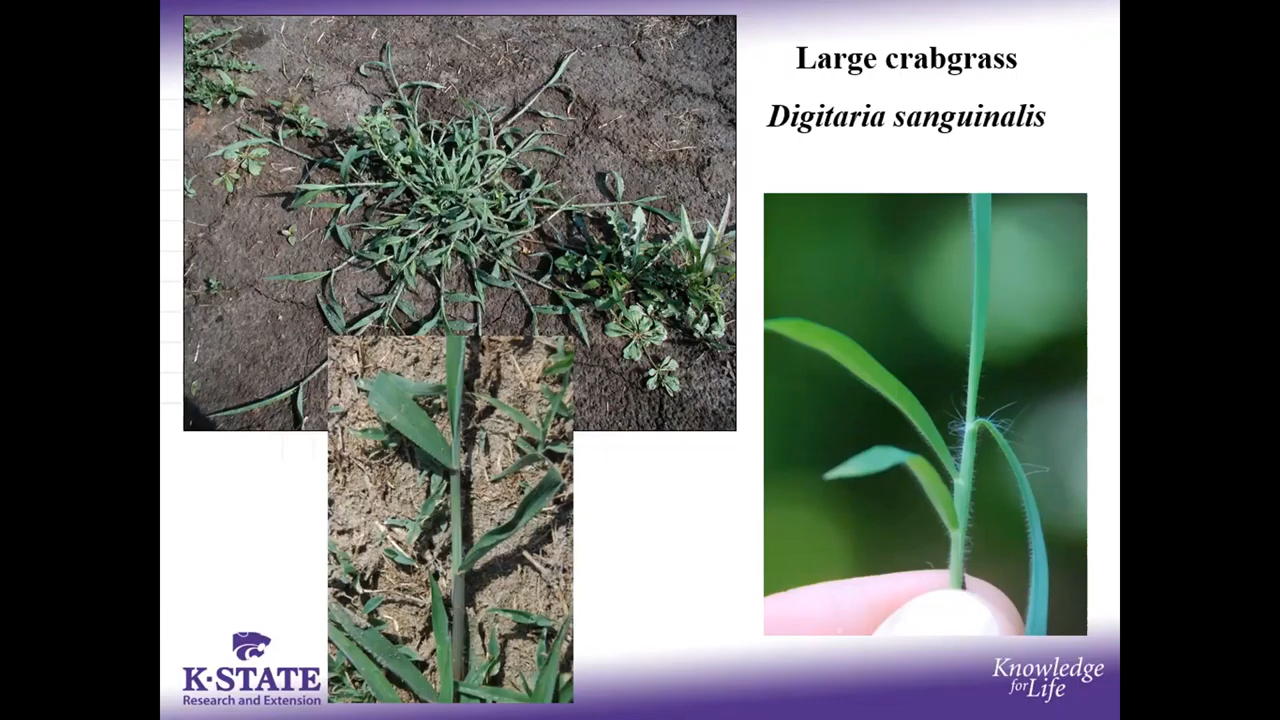 Large crabgrass
Digitaria sanguinalis
K-STATE
Research and Extension
Knowledge
for Life